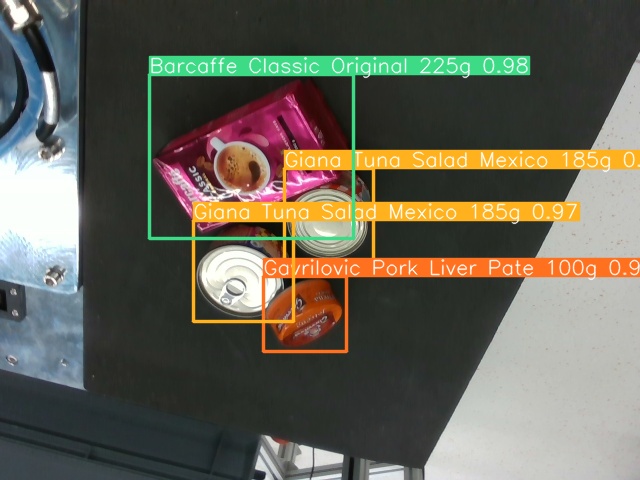 Barcaffe Classic Original 225g 0.98
Giana Tuna Salad Mexico 185g 0.
Giana Tuna Salad Mexico 185g 0.97
Gavrilovic Pork Liver Pate 100g 0.9
CLASSIC